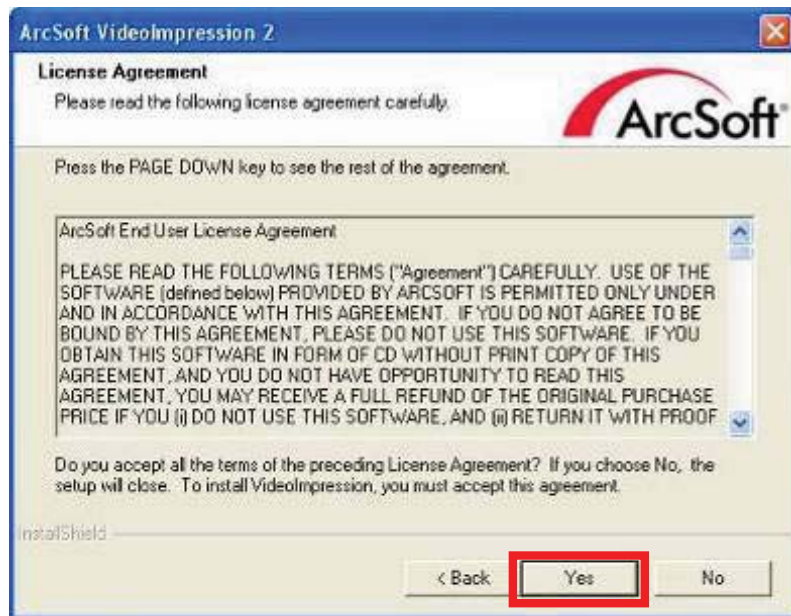 ArcSoft VideoImpression 2
License Agreement
Please read the following license agreement carefully.
ArcSoft
Press the PAGE DOWN key to see the rest of the agreement.
ArcSoft End User License Agreement
PLEASE READ THE FOLLOWING TERMS ("Agreement") CAREFULLY. USE OF THE
SOFTWARE (defined below) PROVIDED BY ARCSOFT IS PERMITTED ONLY UNDER
AND IN ACCORDANCE WITH THIS AGREEMENT. IF YOU DO NOT AGREE TO BE
BOUND BY THIS AGREEMENT, PLEASE DO NOT USE THIS SOFTWARE. IF YOU
OBTAIN THIS SOFTWARE IN FORM OF CD WITHOUT PRINT COPY OF THIS
AGREEMENT, AND YOU DO NOT HAVE OPPORTUNITY TO READ THIS
AGREEMENT, YOU MAY RECEIVE A FULL REFUND OF THE ORIGINAL PURCHASE
PRICE IF YOU (i) DO NOT USE THIS SOFTWARE, AND (ii) RETURN IT WITH PROOF
Do you accept all the terms of the preceding License Agreement? If you choose No, the
setup will close. To install VideoImpression, you must accept this agreement.
InstallShield
< Back Yes No